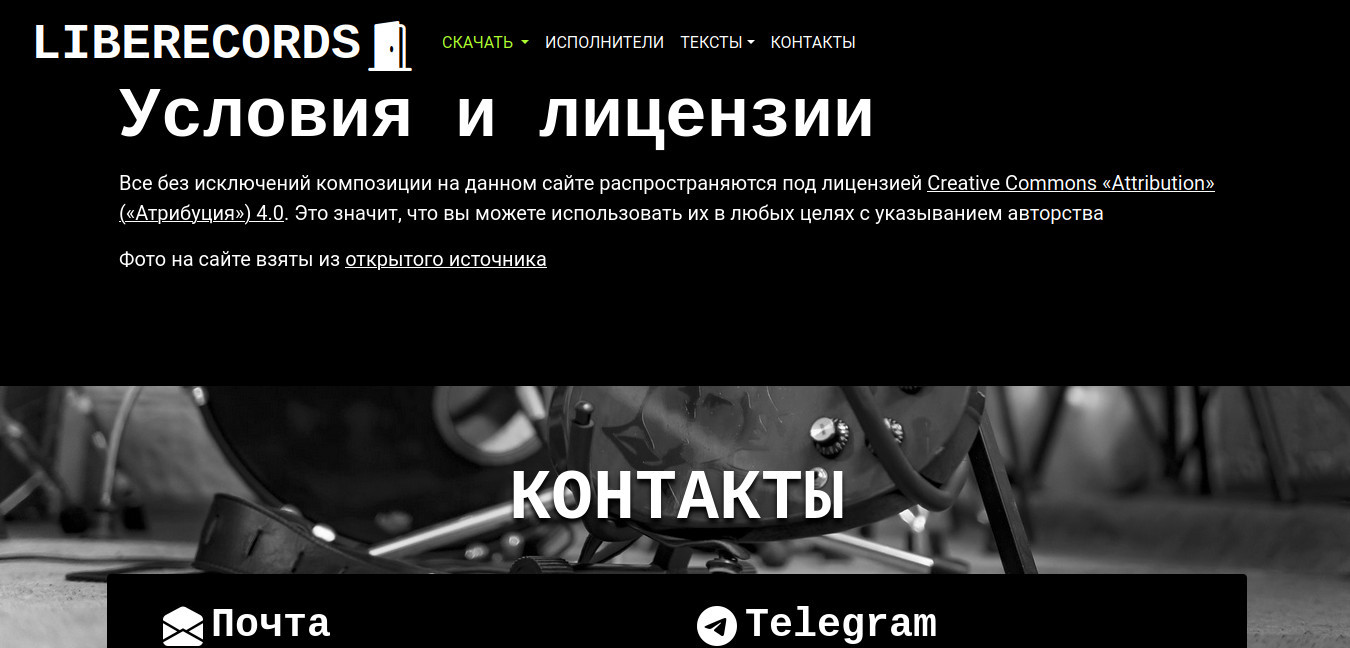 LIBERECORDS
СКАЧАТЬ ИСПОЛНИТЕЛИ ТЕКСТЫ КОНТАКТЫ
Условия и лицензии
Все без исключений композиции на данном сайте распространяются под лицензией Creative Commons «Attribution»
(«Атрибуция») 4.0. Это значит, что вы можете использовать их в любых целях с указыванием авторства
Фото на сайте взяты из открытого источника
КОНТАКТЫ
Почта Telegram